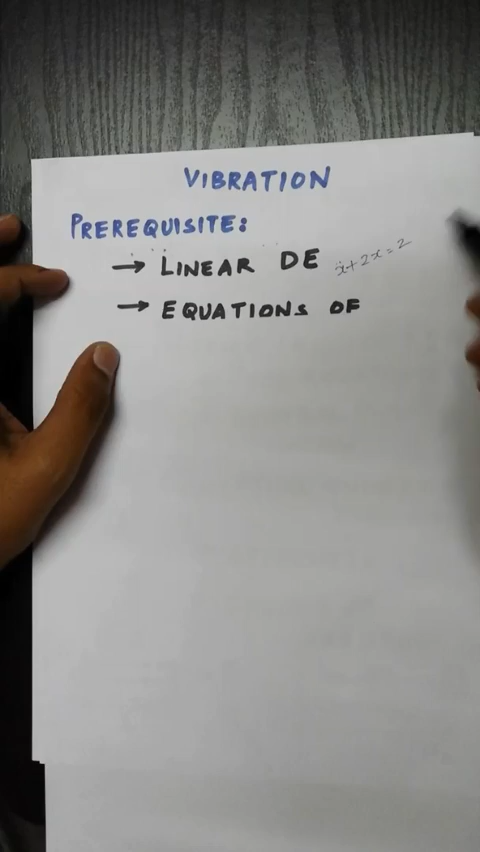 VIBRATION
PREREQUISITE:
→ LINEAR DE ẍ+2x=2
→ EQUATIONS OF